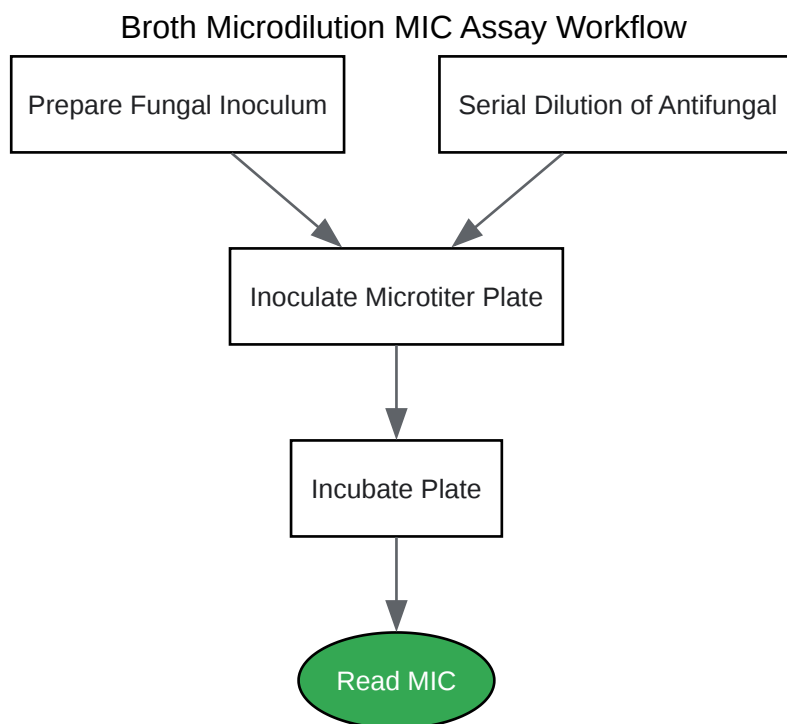 Broth Microdilution MIC Assay Workflow
Prepare Fungal Inoculum
Serial Dilution of Antifungal
Inoculate Microtiter Plate
Incubate Plate
Read MIC